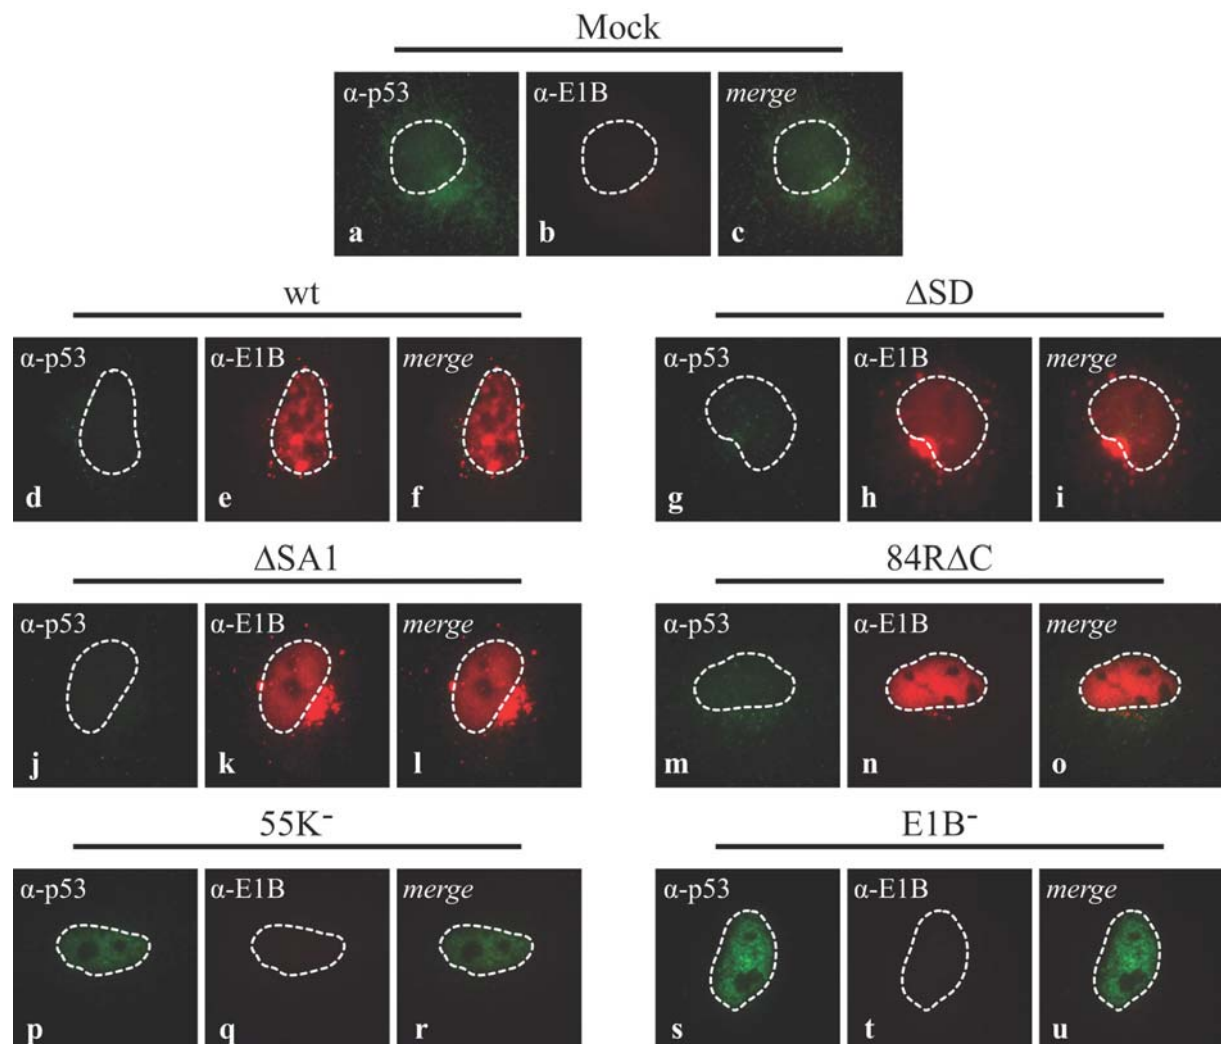 Mock
α-p53 α-E1B merge
a b c
wt ΔSD
α-p53 α-E1B merge α-p53 α-E1B merge
d e f g h i
ΔSA1 84RΔC
α-p53 α-E1B merge α-p53 α-E1B merge
j k l m n o
55K⁻ E1B⁻
α-p53 α-E1B merge α-p53 α-E1B merge
p q r s t u